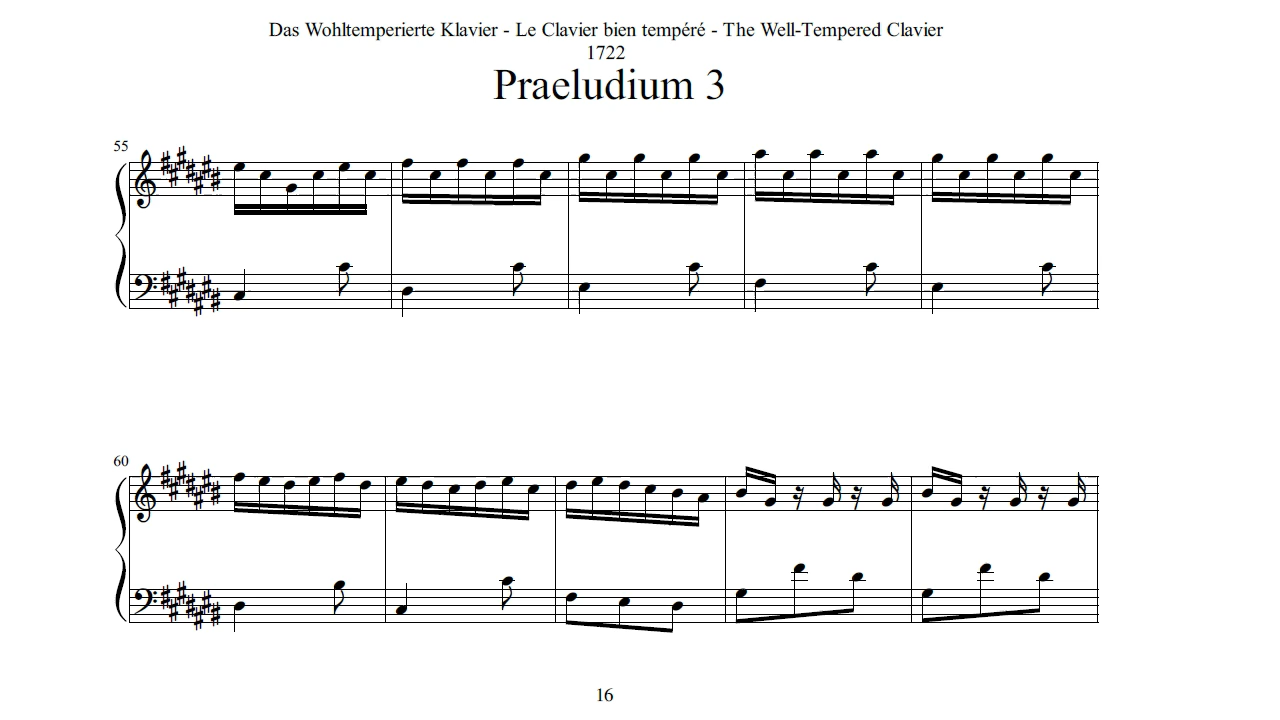 Das Wohltemperierte Klavier - Le Clavier bien tempéré - The Well-Tempered Clavier
1722
Praeludium 3
55
60
16